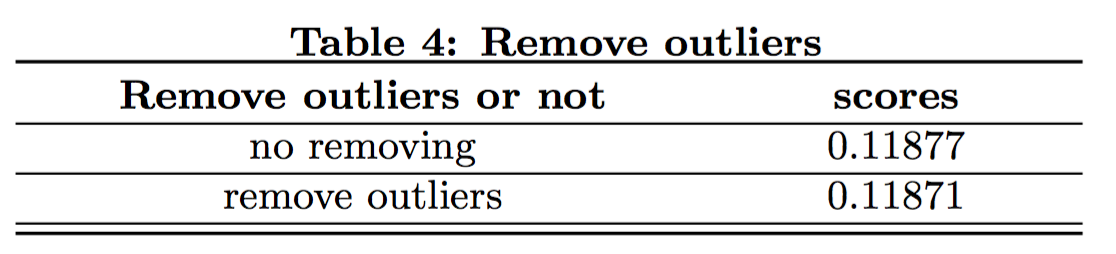 Table 4: Remove outliers
Remove outliers or not scores
no removing 0.11877
remove outliers 0.11871